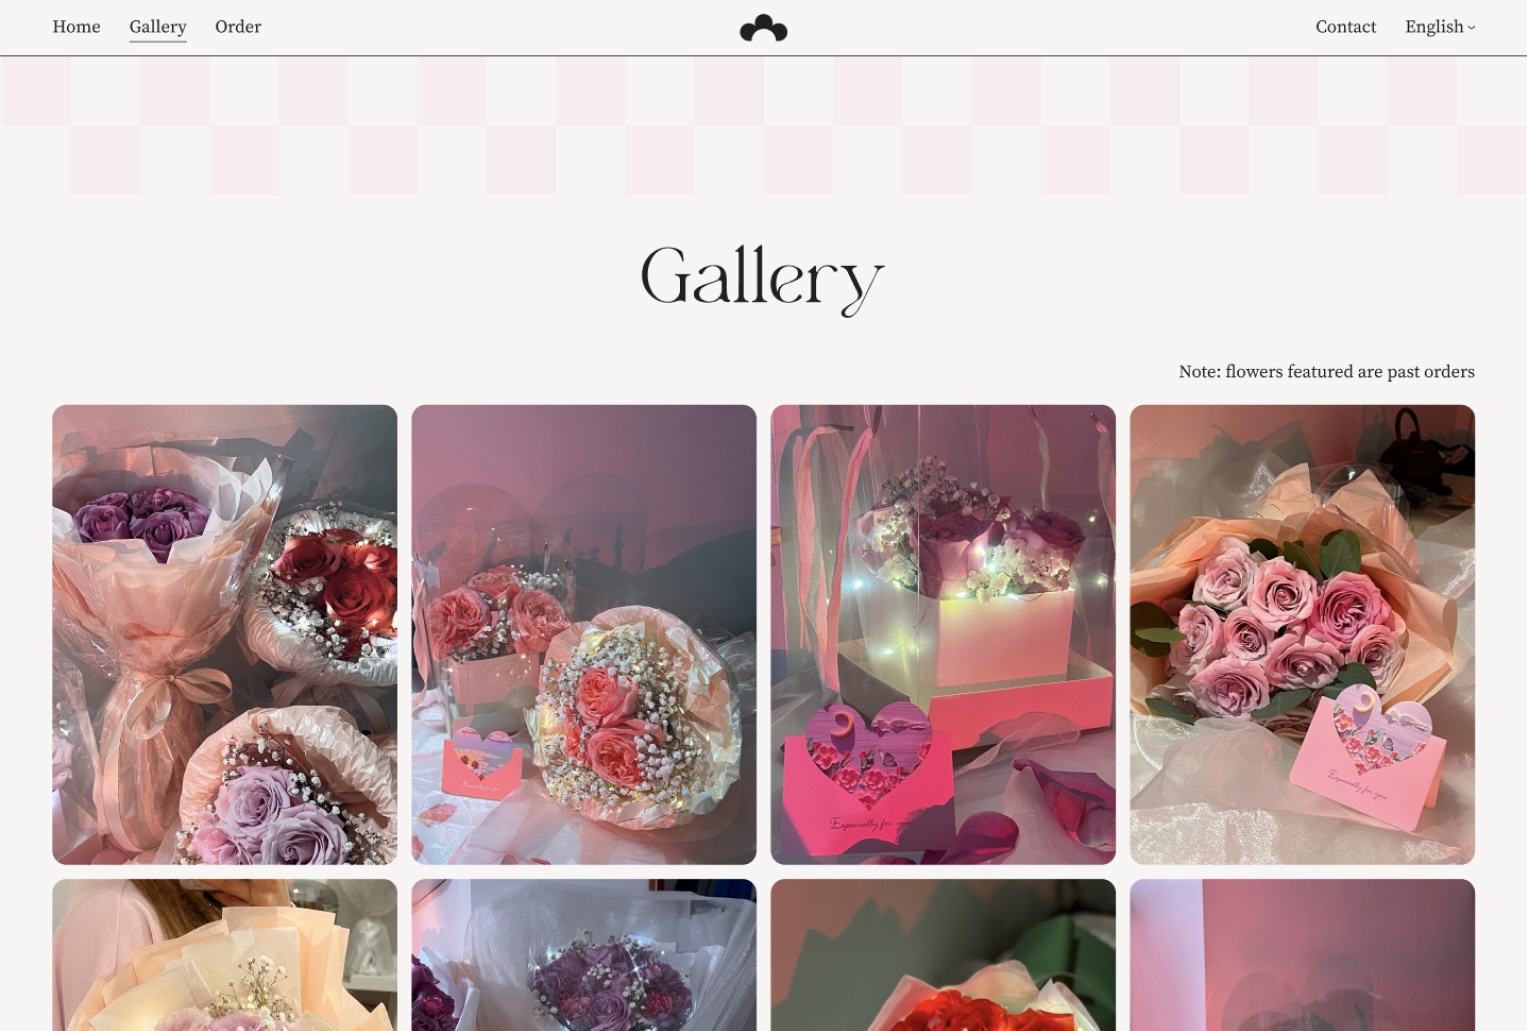 Home Gallery Order Contact English
Gallery
Note: flowers featured are past orders
Especially for you
Especially for you
Especially for you